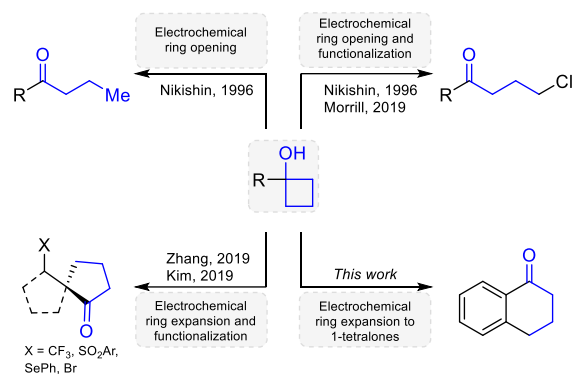 Electrochemical
ring opening
Nikishin, 1996
O
R
Me
Electrochemical
ring opening and
functionalization
Nikishin, 1996
Morrill, 2019
O
R
Cl
OH
R
Zhang, 2019
Kim, 2019
Electrochemical
ring expansion and
functionalization
X
O
X = CF₃, SO₂Ar,
SePh, Br
This work
Electrochemical
ring expansion to
1-tetralones
O